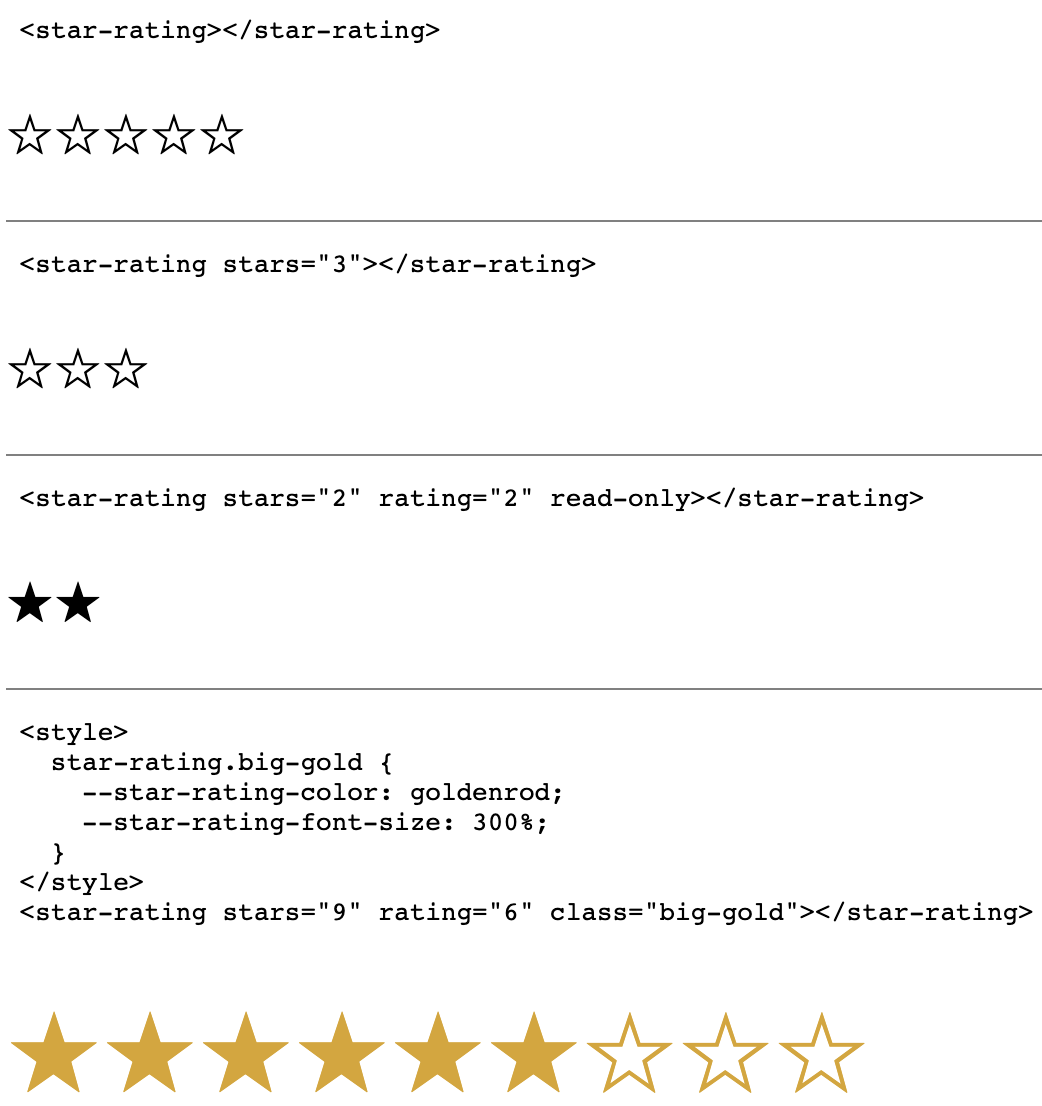 <star-rating></star-rating>
☆☆☆☆☆
<star-rating stars="3"></star-rating>
☆☆☆
<star-rating stars="2" rating="2" read-only></star-rating>
★★
<style>
  star-rating.big-gold {
    --star-rating-color: goldenrod;
    --star-rating-font-size: 300%;
  }
</style>
<star-rating stars="9" rating="6" class="big-gold"></star-rating>
★★★★★★☆☆☆